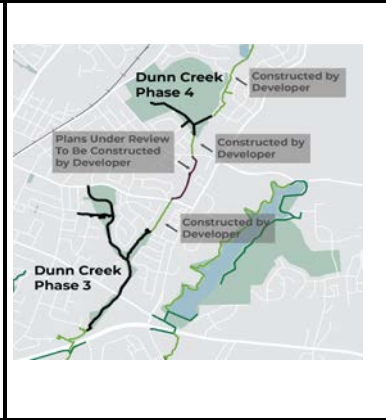 Dunn Creek
Phase 4
Constructed by
Developer
Plans Under Review
To Be Constructed
by Developer
Constructed by
Developer
Constructed by
Developer
Dunn Creek
Phase 3